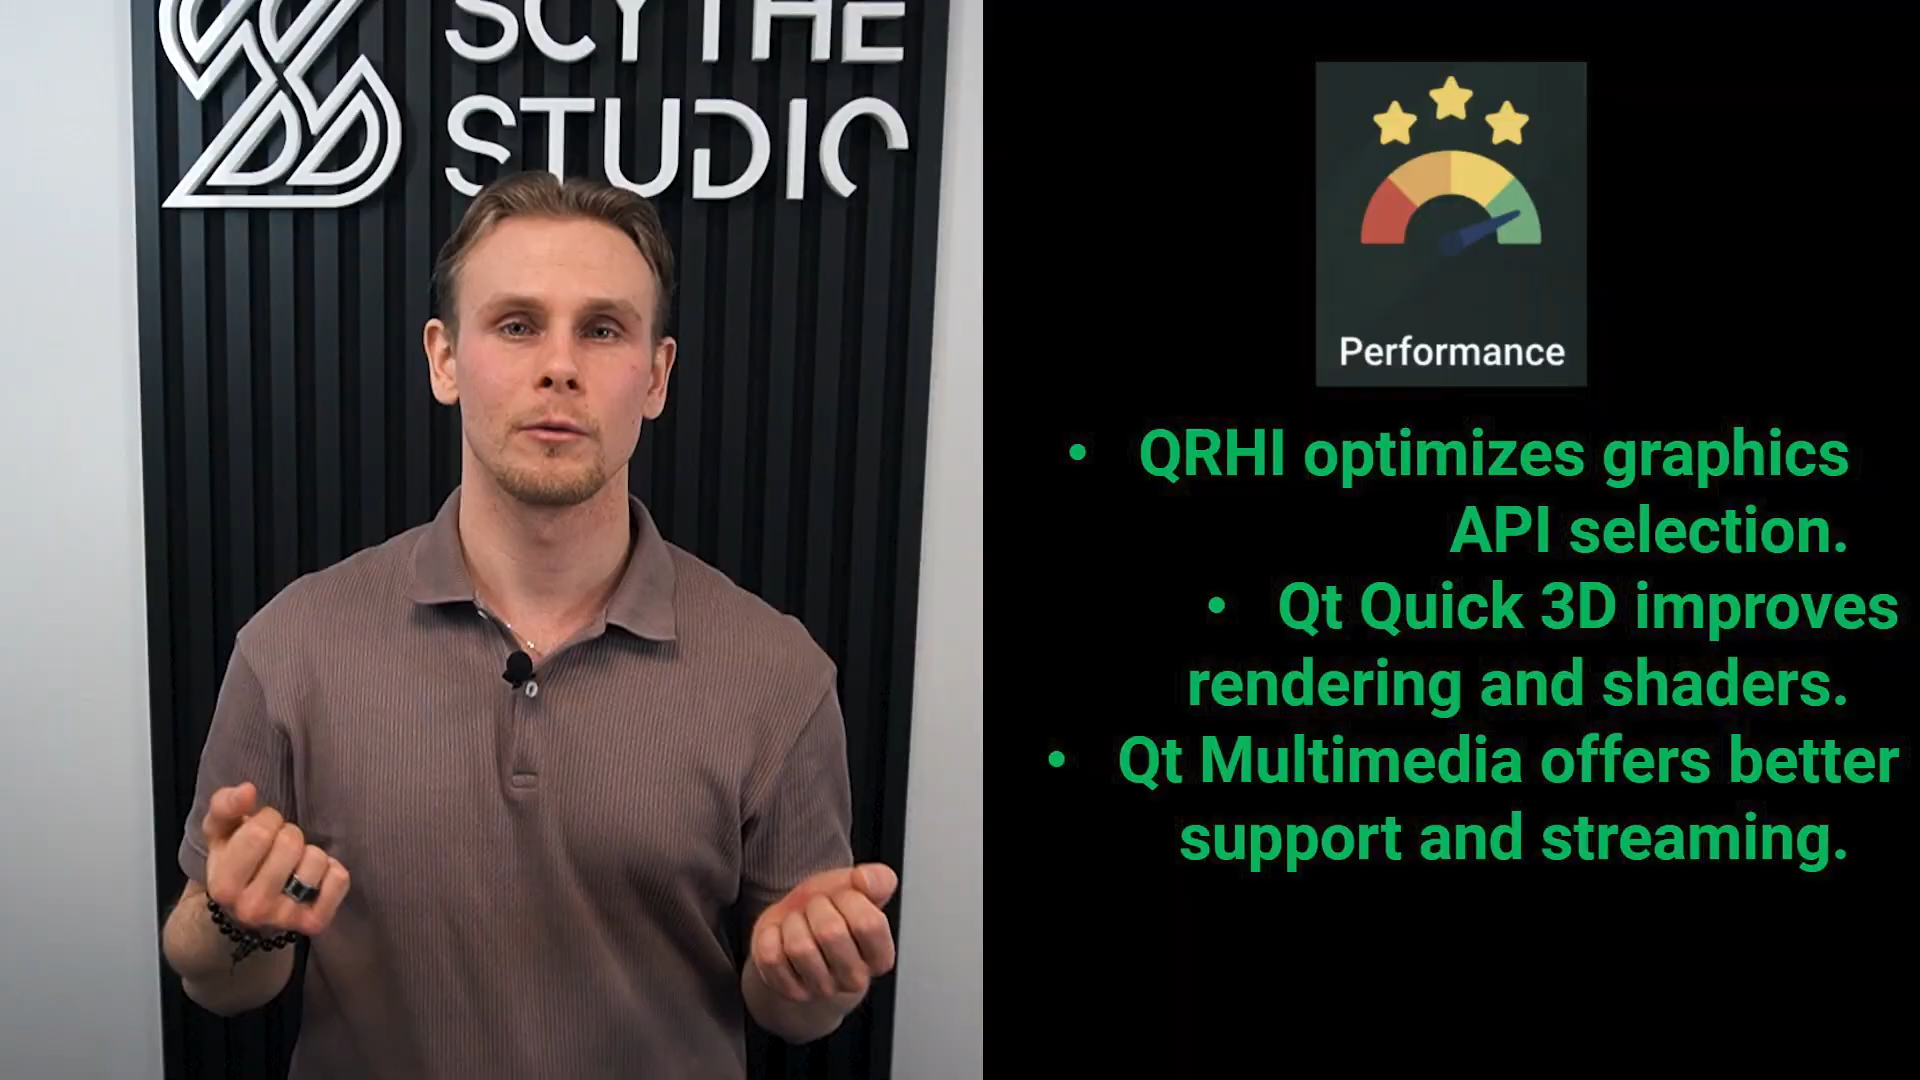 SCYTHE
STUDIO
Performance
• QRHI optimizes graphics
API selection.
• Qt Quick 3D improves
rendering and shaders.
• Qt Multimedia offers better
support and streaming.